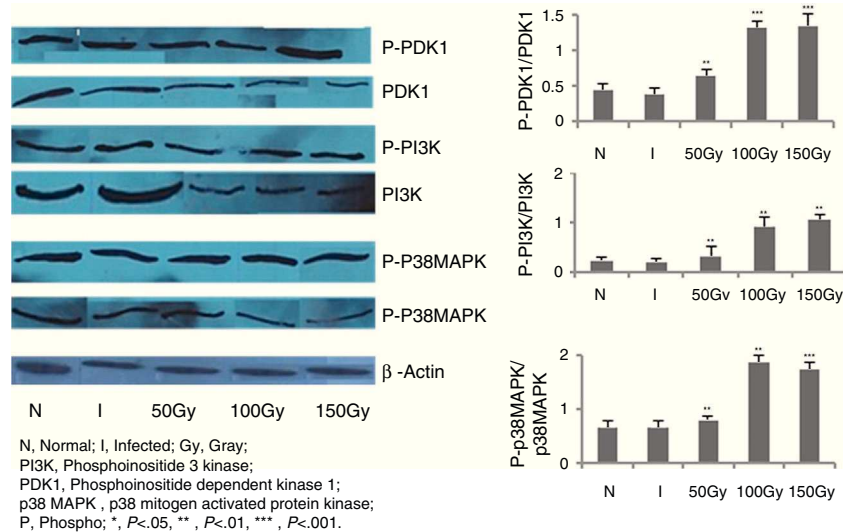 P-PDK1
PDK1
P-PI3K
PI3K
P-P38MAPK
P-P38MAPK
β -Actin
N I 50Gy 100Gy 150Gy
N, Normal; I, Infected; Gy, Gray;
PI3K, Phosphoinositide 3 kinase;
PDK1, Phosphoinositide dependent kinase 1;
p38 MAPK , p38 mitogen activated protein kinase;
P, Phospho; *, P<.05, ** , P<.01, *** , P<.001.
P-PDK1/PDK1
1.5
1
0.5
0
** *** ***
N I 50Gy 100Gy 150Gy
P-PI3K/PI3K
2
1
0
** ** **
N I 50Gv 100Gy 150Gy
P-p38MAPK/
p38MAPK
2
1
0
** ** ***
N I 50Gy 100Gy 150Gy